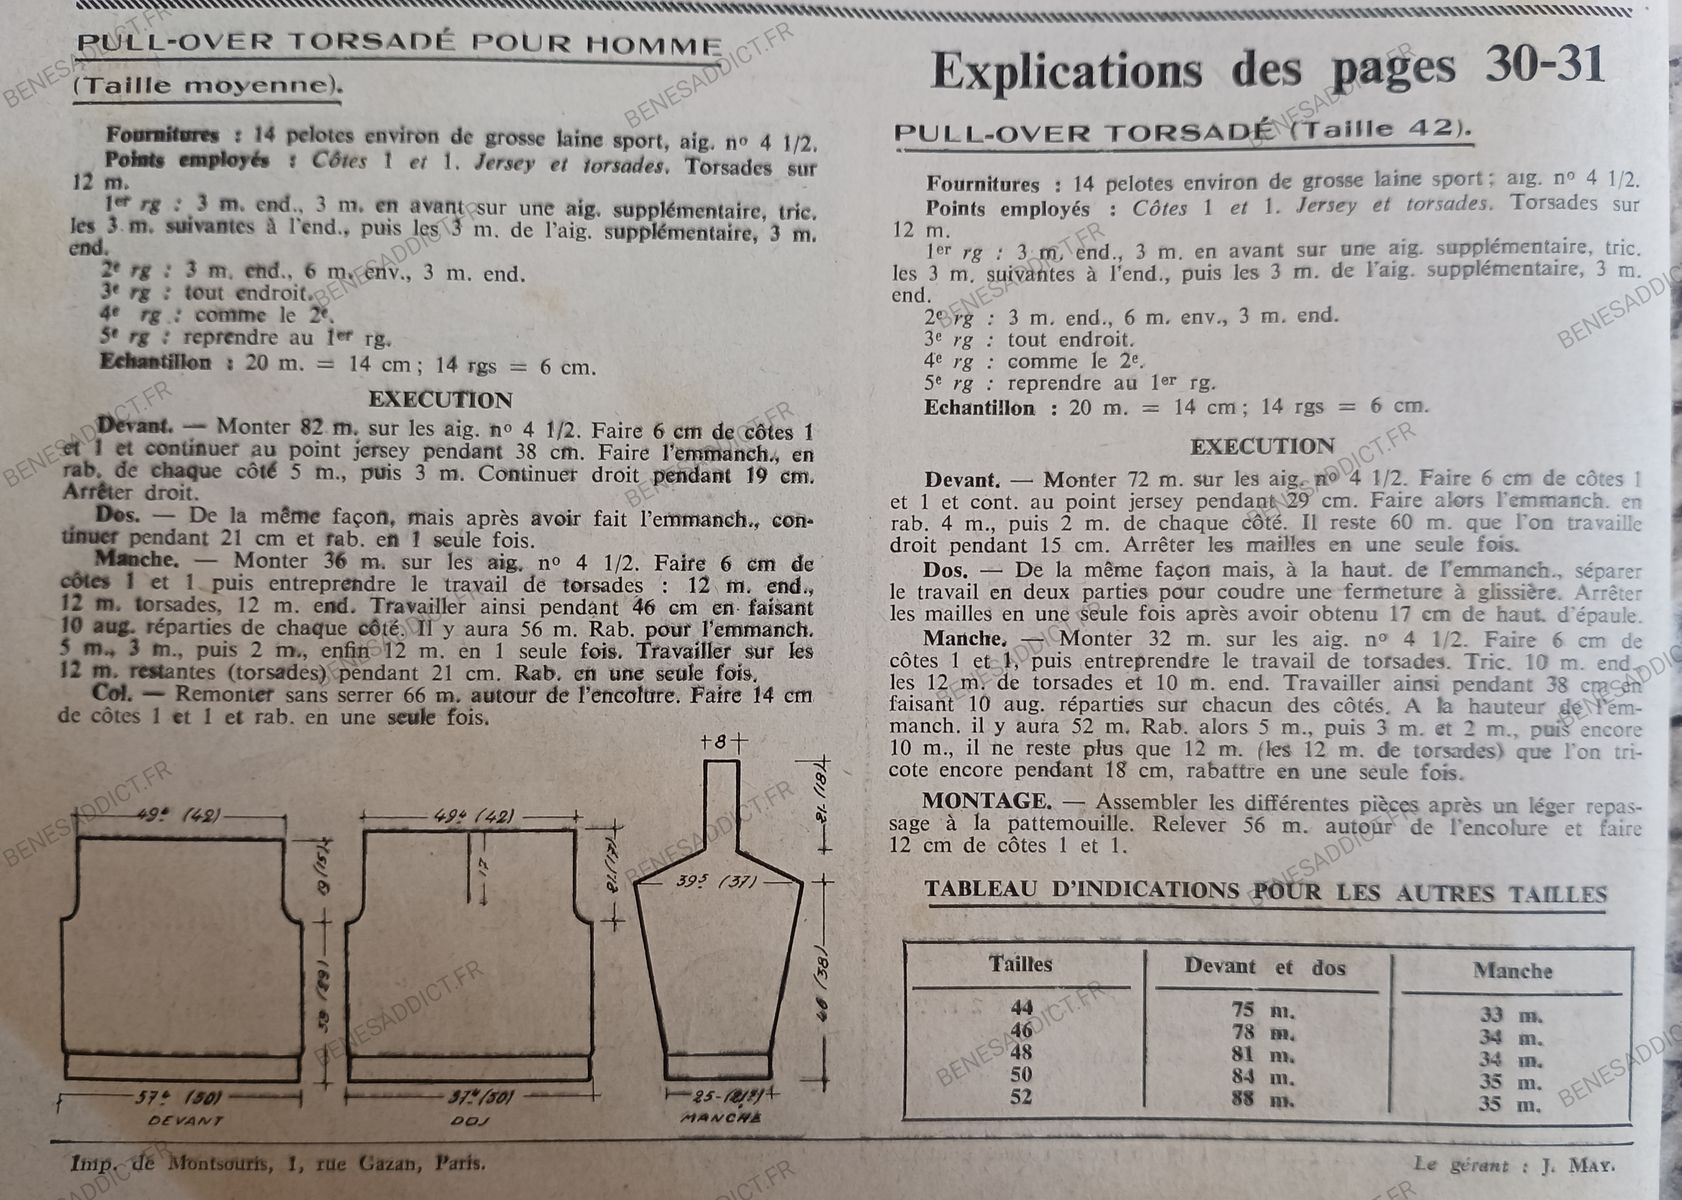 PULL-OVER TORSADÉ POUR HOMME
(Taille moyenne).
Fournitures : 14 pelotes environ de grosse laine sport, aig. nº 4 1/2.
Points employés : Côtes 1 et 1. Jersey et torsades. Torsades sur
12 m.
1er rg : 3 m. end., 3 m. en avant sur une aig. supplémentaire, tric.
les 3 m. suivantes à l'end., puis les 3 m. de l'aig. supplémentaire, 3 m.
end.
2e rg : 3 m. end., 6 m. env., 3 m. end.
3e rg : tout endroit.
4e rg : comme le 2e.
5e rg : reprendre au 1er rg.
Echantillon : 20 m. = 14 cm ; 14 rgs = 6 cm.
EXECUTION
Devant. — Monter 82 m. sur les aig. nº 4 1/2. Faire 6 cm de côtes 1
et 1 et continuer au point jersey pendant 38 cm. Faire l'emmanch., en
rab. de chaque côté 5 m., puis 3 m. Continuer droit pendant 19 cm.
Arrêter droit.
Dos. — De la même façon, mais après avoir fait l'emmanch., con-
tinuer pendant 21 cm et rab. en 1 seule fois.
Manche. — Monter 36 m. sur les aig. nº 4 1/2. Faire 6 cm de
côtes 1 et 1 puis entreprendre le travail de torsades : 12 m. end.,
12 m. torsades, 12 m. end. Travailler ainsi pendant 46 cm en faisant
10 aug. réparties de chaque côté. Il y aura 56 m. Rab. pour l'emmanch.
5 m., 3 m., puis 2 m., enfin 12 m. en 1 seule fois. Travailler sur les
12 m. restantes (torsades) pendant 21 cm. Rab. en une seule fois.
Col. — Remonter sans serrer 66 m. autour de l'encolure. Faire 14 cm
de côtes 1 et 1 et rab. en une seule fois.
49⁴ (42)
57⁴ (50)
DEVANT
49⁴ (42)
17
(50)
DOS
8
21- (18)
39⁵ (37)
46 (38)
25-
MANCHE
Explications des pages 30-31
PULL-OVER TORSADÉ (Taille 42).
Fournitures : 14 pelotes environ de grosse laine sport ; aig. nº 4 1/2.
Points employés : Côtes 1 et 1. Jersey et torsades. Torsades sur
12 m.
1er rg : 3 m. end., 3 m. en avant sur une aig. supplémentaire, tric.
les 3 m. suivantes à l'end., puis les 3 m. de l'aig. supplémentaire, 3 m.
end.
2e rg : 3 m. end., 6 m. env., 3 m. end.
3e rg : tout endroit.
4e rg : comme le 2e.
5e rg : reprendre au 1er rg.
Echantillon : 20 m. = 14 cm ; 14 rgs = 6 cm.
EXECUTION
Devant. — Monter 72 m. sur les aig. nº 4 1/2. Faire 6 cm de côtes 1
et 1 et cont. au point jersey pendant 29 cm. Faire alors l'emmanch. en
rab. 4 m., puis 2 m. de chaque côté. Il reste 60 m. que l'on travaille
droit pendant 15 cm. Arrêter les mailles en une seule fois.
Dos. — De la même façon mais, à la haut. de l'emmanch., séparer
le travail en deux parties pour coudre une fermeture à glissière. Arrêter
les mailles en une seule fois après avoir obtenu 17 cm de haut. d'épaule.
Manche. — Monter 32 m. sur les aig. nº 4 1/2. Faire 6 cm de
côtes 1 et 1, puis entreprendre le travail de torsades. Tric. 10 m. end.,
les 12 m. de torsades et 10 m. end. Travailler ainsi pendant 38 cm en
faisant 10 aug. réparties sur chacun des côtés. A la hauteur de l'em-
manch. il y aura 52 m. Rab. alors 5 m., puis 3 m. et 2 m., puis encore
10 m., il ne reste plus que 12 m. (les 12 m. de torsades) que l'on tri-
cote encore pendant 18 cm, rabattre en une seule fois.
MONTAGE. — Assembler les différentes pièces après un léger repas-
sage à la pattemouille. Relever 56 m. autour de l'encolure et faire
12 cm de côtes 1 et 1.
TABLEAU D'INDICATIONS POUR LES AUTRES TAILLES
Tailles Devant et dos Manche
44 75 m. 33 m.
46 78 m. 34 m.
48 81 m. 34 m.
50 84 m. 35 m.
52 88 m. 35 m.
Imp. de Montsouris, 1, rue Gazan, Paris.
Le gérant : J. MAY.
BENESADDICT.FR